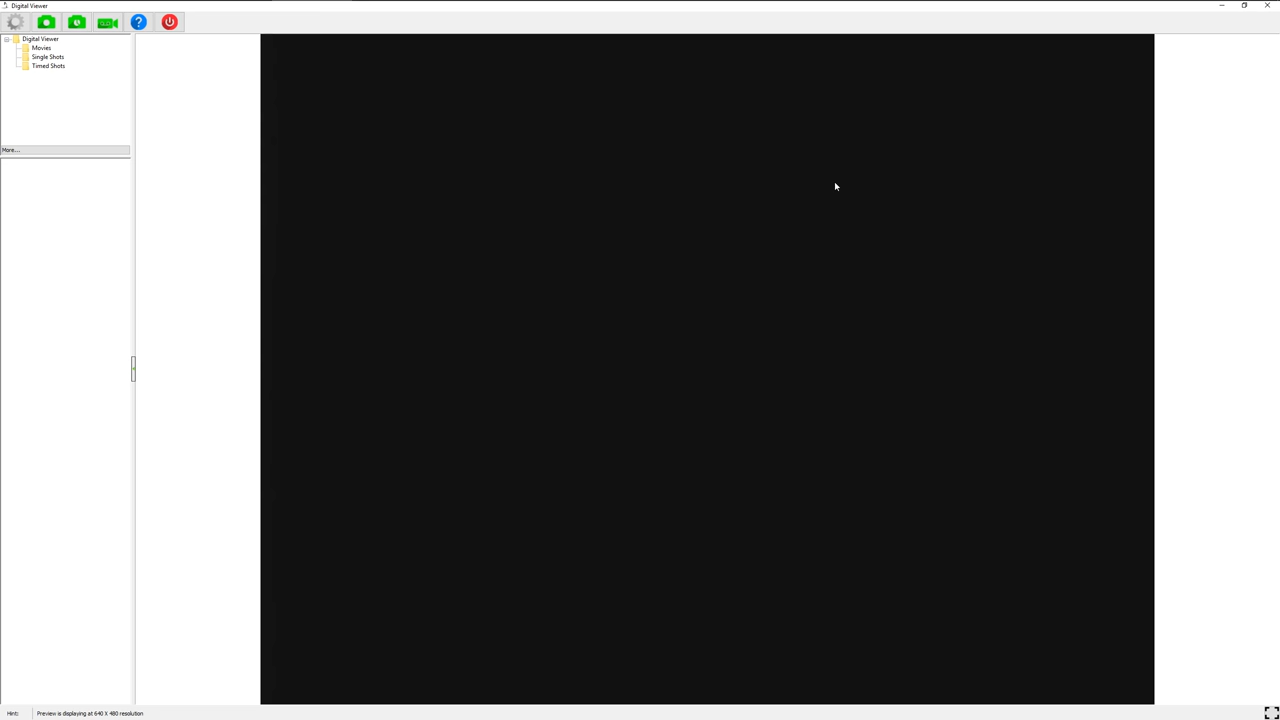 Digital Viewer
Digital Viewer
Movies
Single Shots
Timed Shots
More...
Hint: Preview is displaying at 640 X 480 resolution